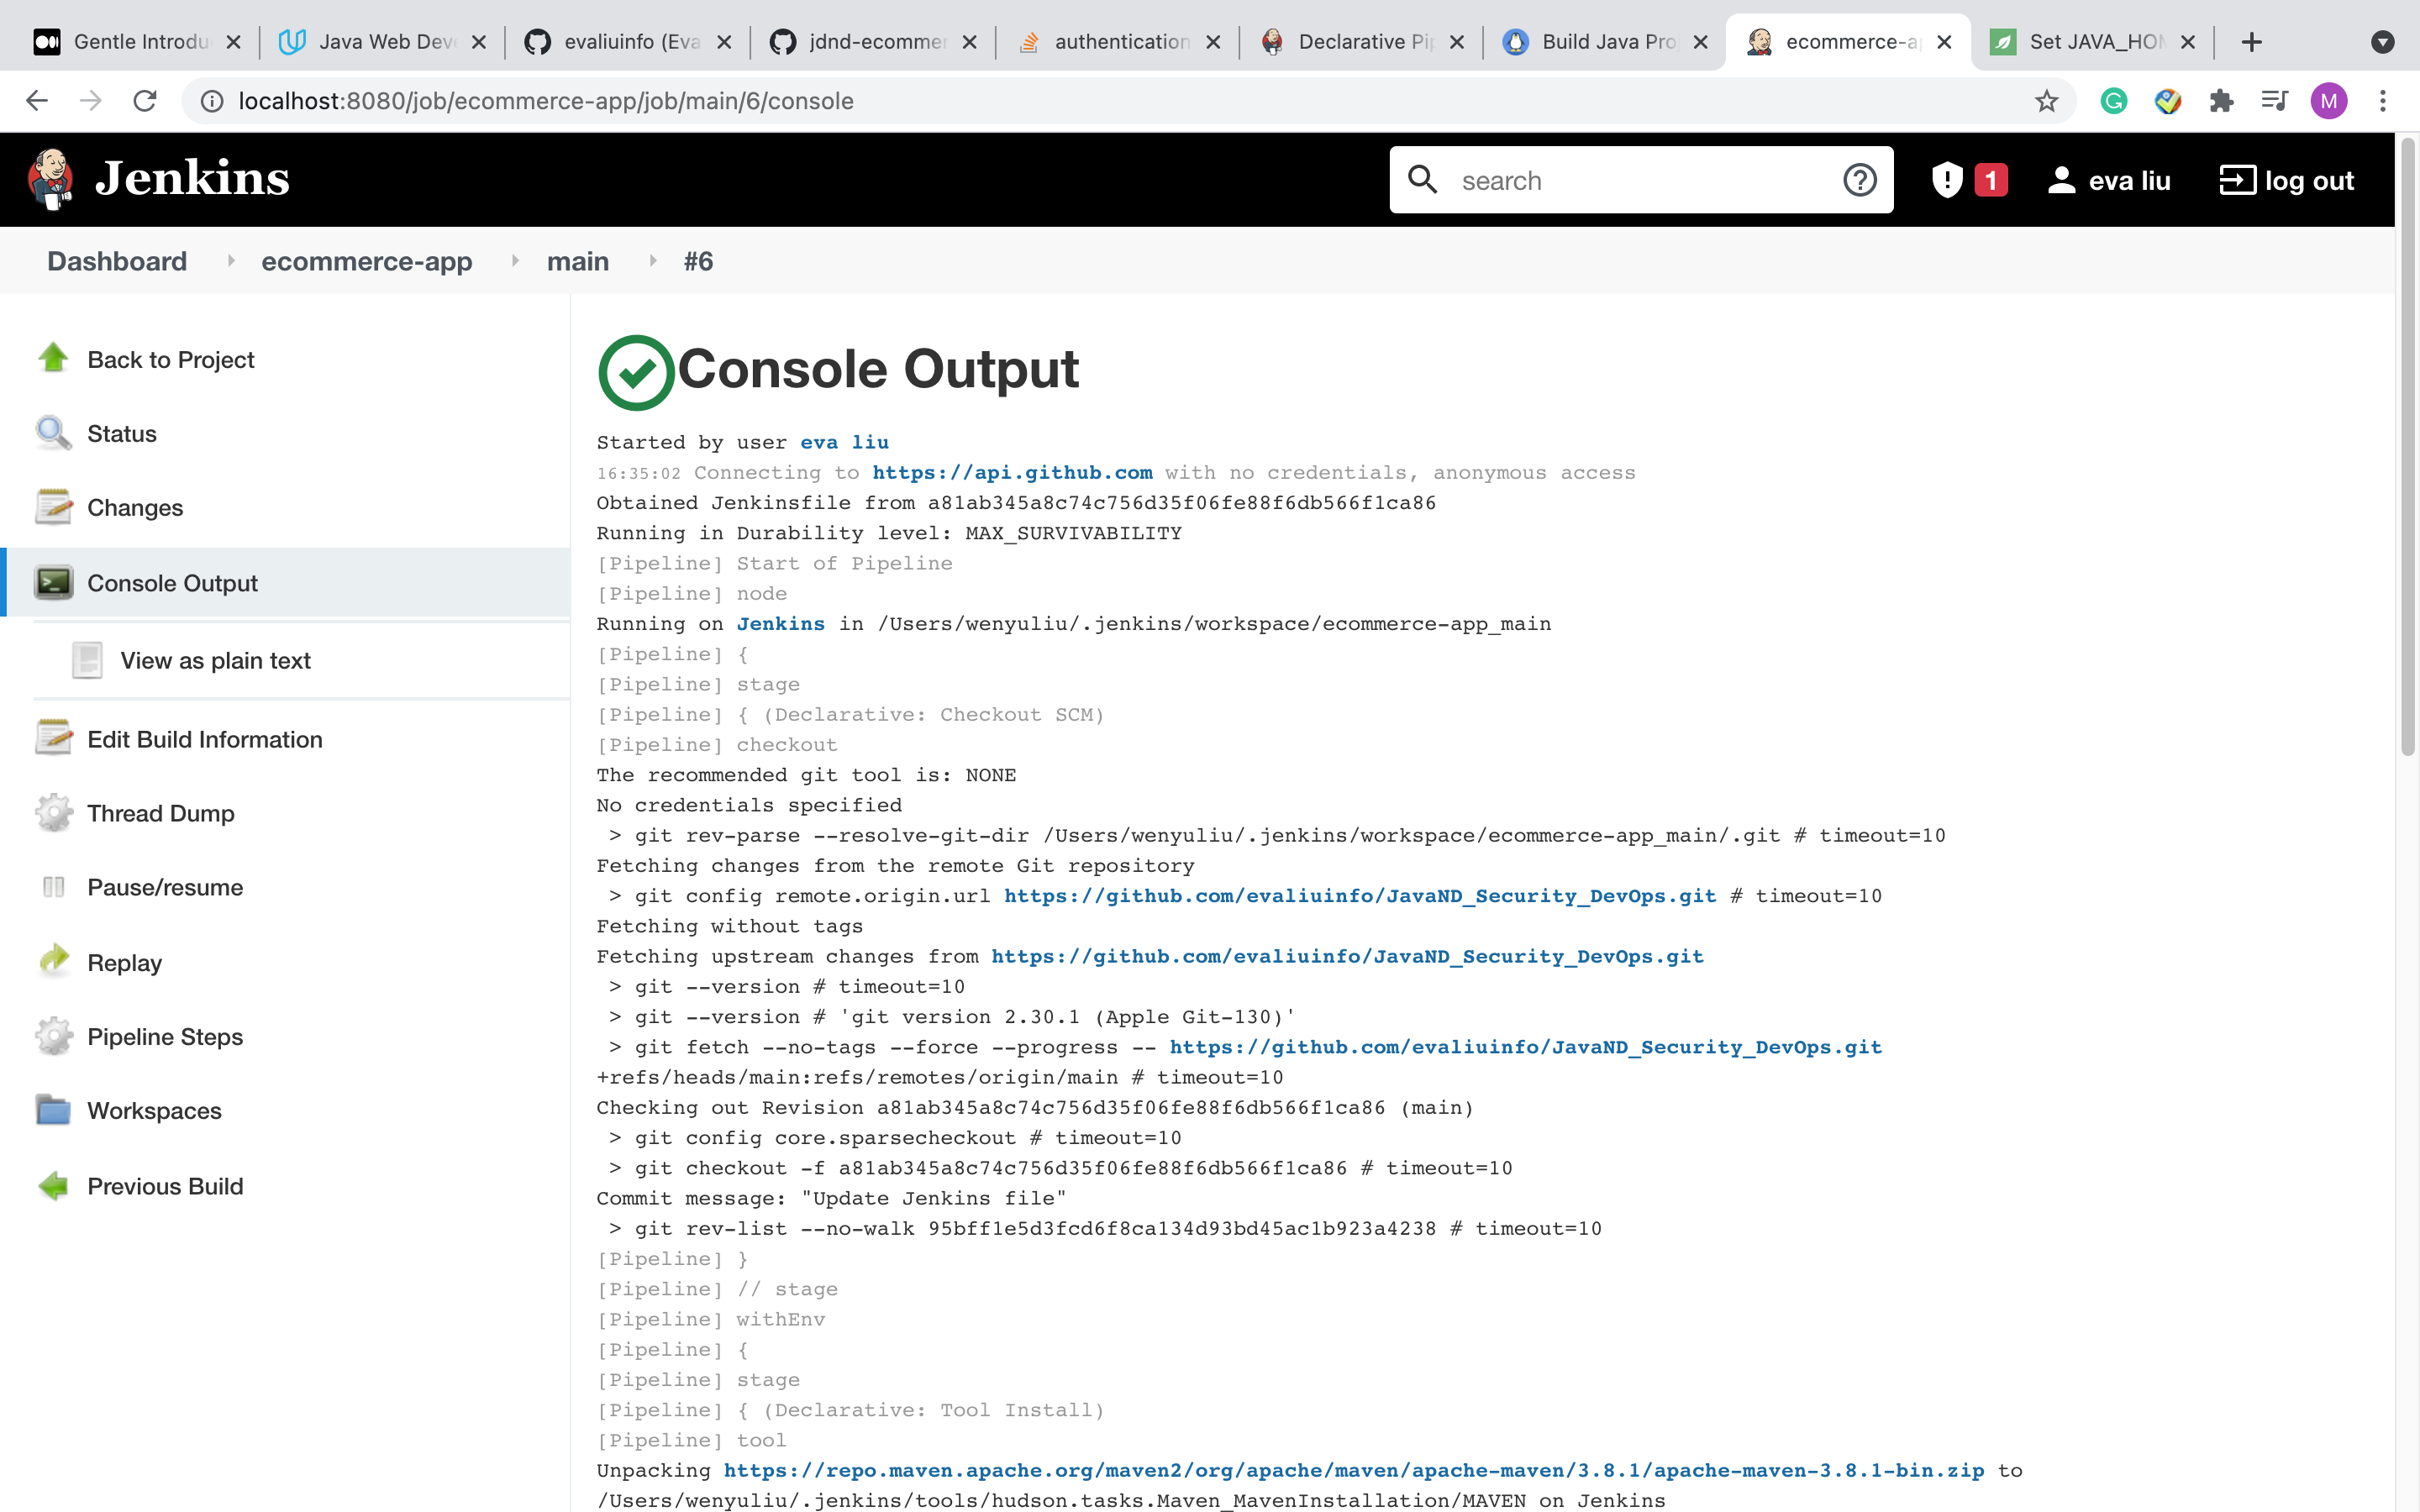 Gentle Introdu
Java Web Deve
evaliuinfo (Eva
jdnd-ecommer
authentication
Declarative Pip
Build Java Pro
ecommerce-ap
Set JAVA_HOM
localhost:8080/job/ecommerce-app/job/main/6/console
M
Jenkins
search
1
eva liu
log out
Dashboard
ecommerce-app
main
#6
Back to Project
Status
Changes
Console Output
View as plain text
Edit Build Information
Thread Dump
Pause/resume
Replay
Pipeline Steps
Workspaces
Previous Build
Console Output
Started by user eva liu
16:35:02 Connecting to https://api.github.com with no credentials, anonymous access
Obtained Jenkinsfile from a81ab345a8c74c756d35f06fe88f6db566f1ca86
Running in Durability level: MAX_SURVIVABILITY
[Pipeline] Start of Pipeline
[Pipeline] node
Running on Jenkins in /Users/wenyuliu/.jenkins/workspace/ecommerce-app_main
[Pipeline] {
[Pipeline] stage
[Pipeline] { (Declarative: Checkout SCM)
[Pipeline] checkout
The recommended git tool is: NONE
No credentials specified
 > git rev-parse --resolve-git-dir /Users/wenyuliu/.jenkins/workspace/ecommerce-app_main/.git # timeout=10
Fetching changes from the remote Git repository
 > git config remote.origin.url https://github.com/evaliuinfo/JavaND_Security_DevOps.git # timeout=10
Fetching without tags
Fetching upstream changes from https://github.com/evaliuinfo/JavaND_Security_DevOps.git
 > git --version # timeout=10
 > git --version # 'git version 2.30.1 (Apple Git-130)'
 > git fetch --no-tags --force --progress -- https://github.com/evaliuinfo/JavaND_Security_DevOps.git
+refs/heads/main:refs/remotes/origin/main # timeout=10
Checking out Revision a81ab345a8c74c756d35f06fe88f6db566f1ca86 (main)
 > git config core.sparsecheckout # timeout=10
 > git checkout -f a81ab345a8c74c756d35f06fe88f6db566f1ca86 # timeout=10
Commit message: "Update Jenkins file"
 > git rev-list --no-walk 95bff1e5d3fcd6f8ca134d93bd45ac1b923a4238 # timeout=10
[Pipeline] }
[Pipeline] // stage
[Pipeline] withEnv
[Pipeline] {
[Pipeline] stage
[Pipeline] { (Declarative: Tool Install)
[Pipeline] tool
Unpacking https://repo.maven.apache.org/maven2/org/apache/maven/apache-maven/3.8.1/apache-maven-3.8.1-bin.zip to
/Users/wenyuliu/.jenkins/tools/hudson.tasks.Maven_MavenInstallation/MAVEN on Jenkins